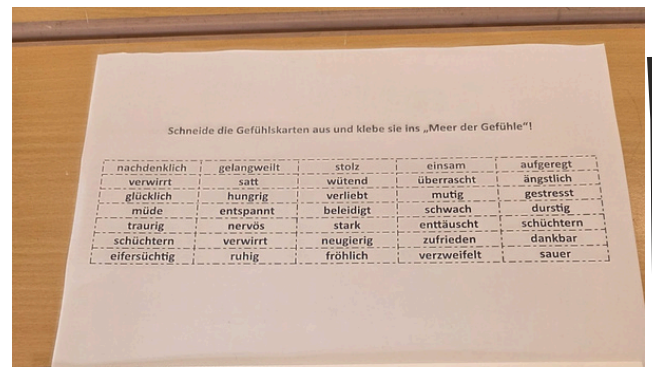 Schneide die Gefühlskarten aus und klebe sie ins „Meer der Gefühle“!
nachdenklich gelangweilt stolz einsam aufgeregt
verwirrt satt wütend überrascht ängstlich
glücklich hungrig verliebt mutig gestresst
müde entspannt beleidigt schwach durstig
traurig nervös stark enttäuscht schüchtern
schüchtern verwirrt neugierig zufrieden dankbar
eifersüchtig ruhig fröhlich verzweifelt sauer